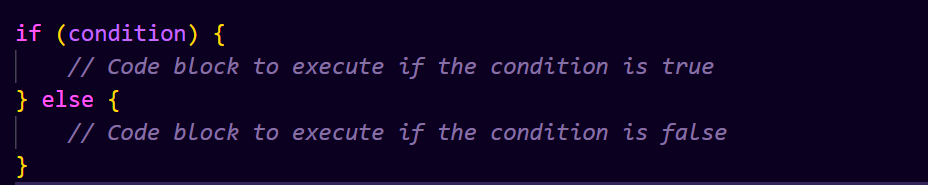 if (condition) {
    // Code block to execute if the condition is true
} else {
    // Code block to execute if the condition is false
}